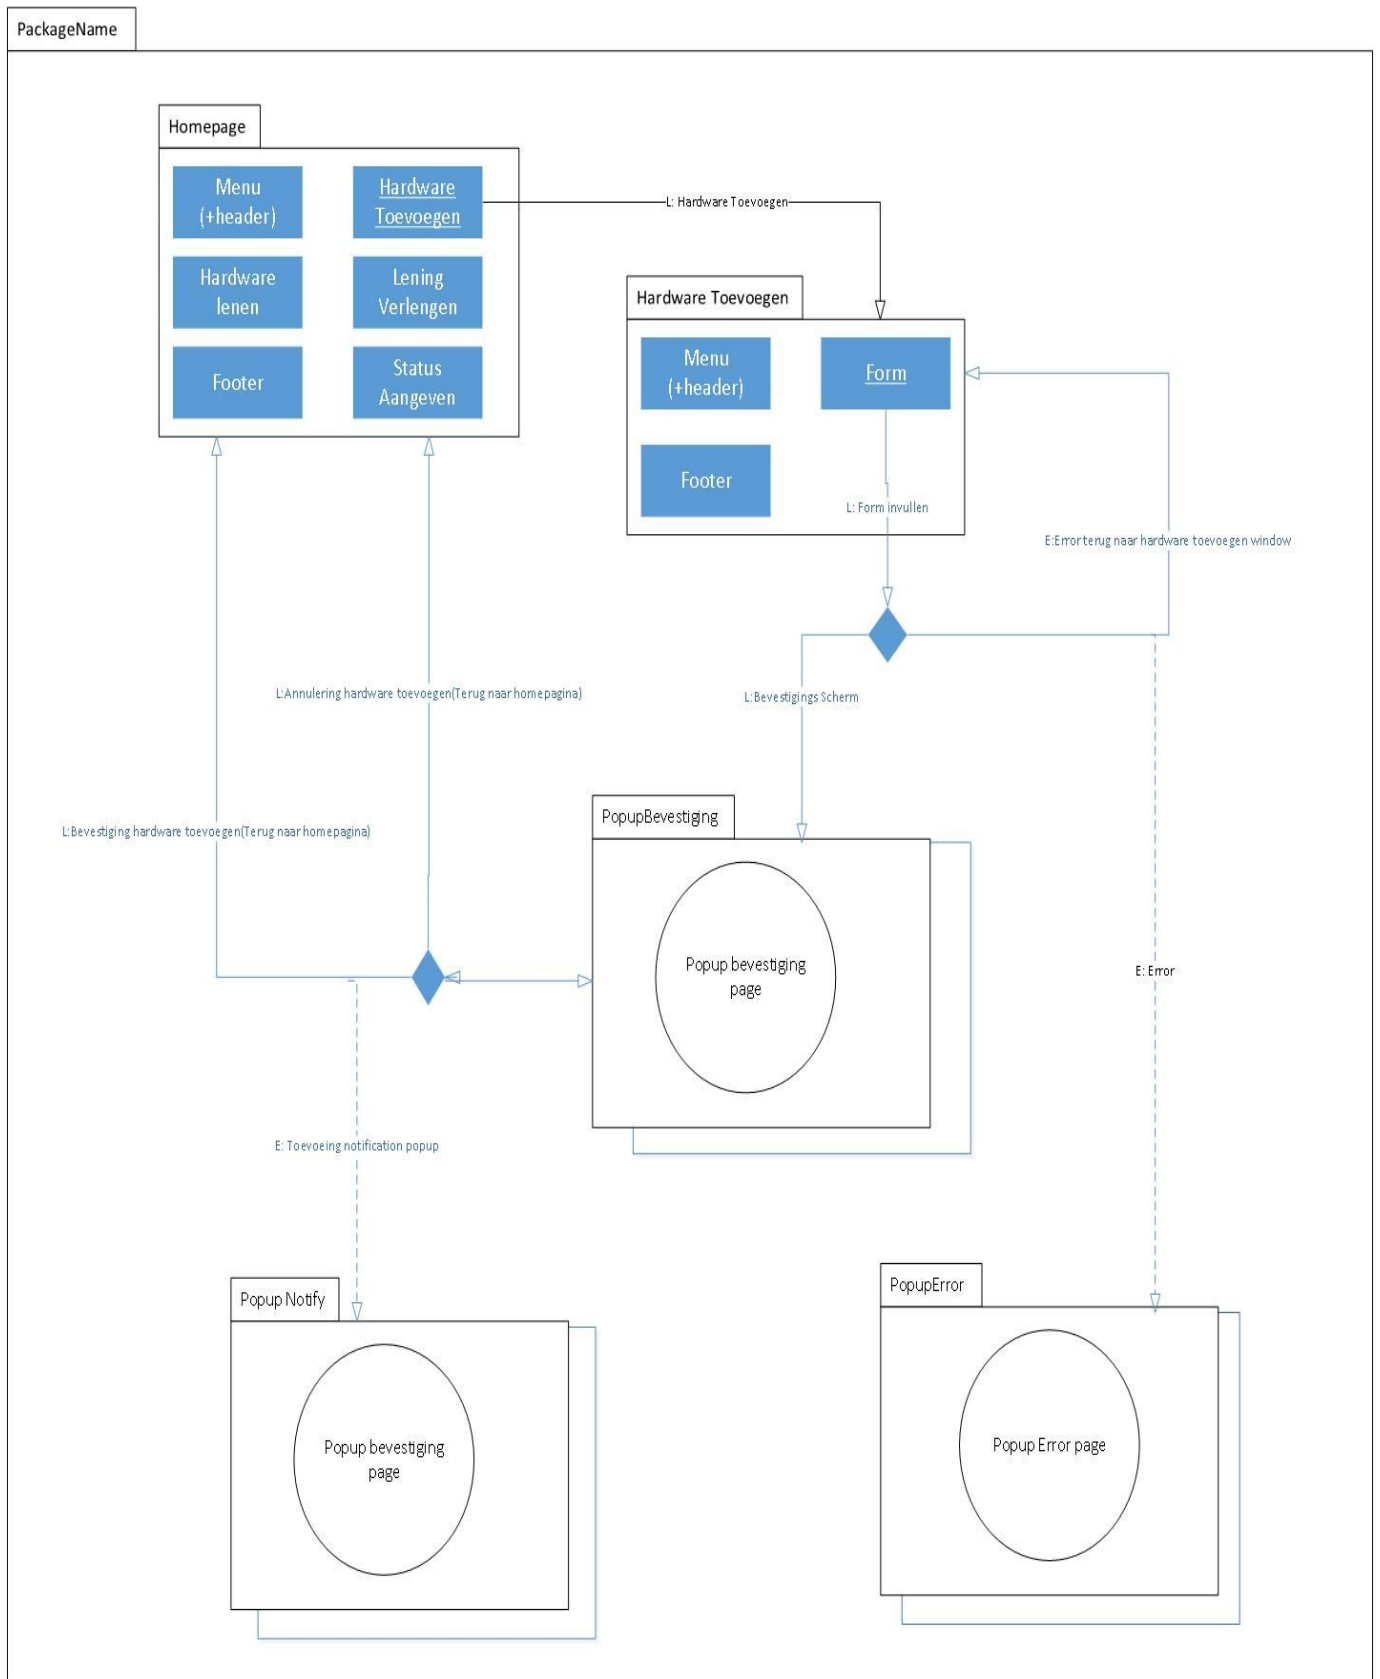 PackageName
Homepage
Menu
(+header)
Hardware
Toevoegen
L: Hardware Toevoegen
Hardware
lenen
Lening
Verlengen
Footer
Status
Aangeven
Hardware Toevoegen
Menu
(+header)
Form
Footer
L: Form invullen
E:Error terug naar hardware toevoegen window
L:Annulering hardware toevoegen(Terug naar homepagina)
L:Bevestigings Scherm
L:Bevestiging hardware toevoegen(Terug naar homepagina)
PopupBevestiging
Popup bevestiging
page
E: Error
E: Toevoeing notification popup
Popup Notify
Popup bevestiging
page
PopupError
Popup Error page